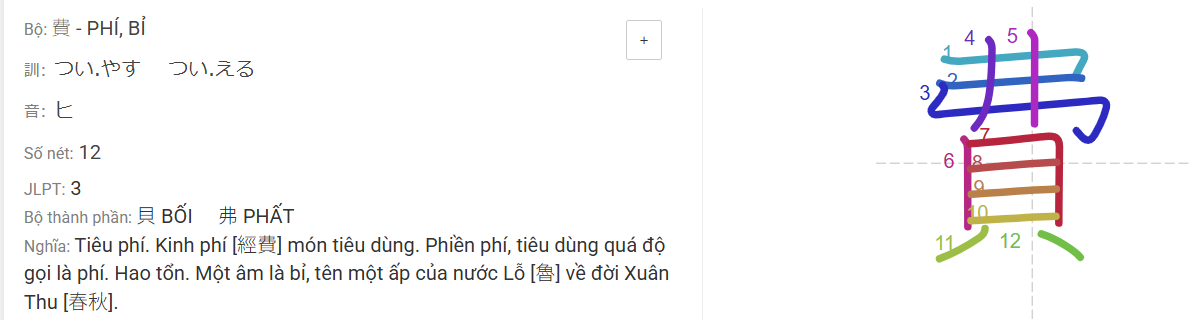 Bộ: 費 - PHÍ, BỈ
+
訓: つい.やす つい.える
音: ヒ
Số nét: 12
JLPT: 3
Bộ thành phần: 貝 BỐI 弗 PHẤT
Nghĩa: Tiêu phí. Kinh phí [經費] món tiêu dùng. Phiền phí, tiêu dùng quá độ
gọi là phí. Hao tổn. Một âm là bỉ, tên một ấp của nước Lỗ [魯] về đời Xuân
Thu [春秋].
費
1
2
3
4
5
6
7
8
9
10
11
12